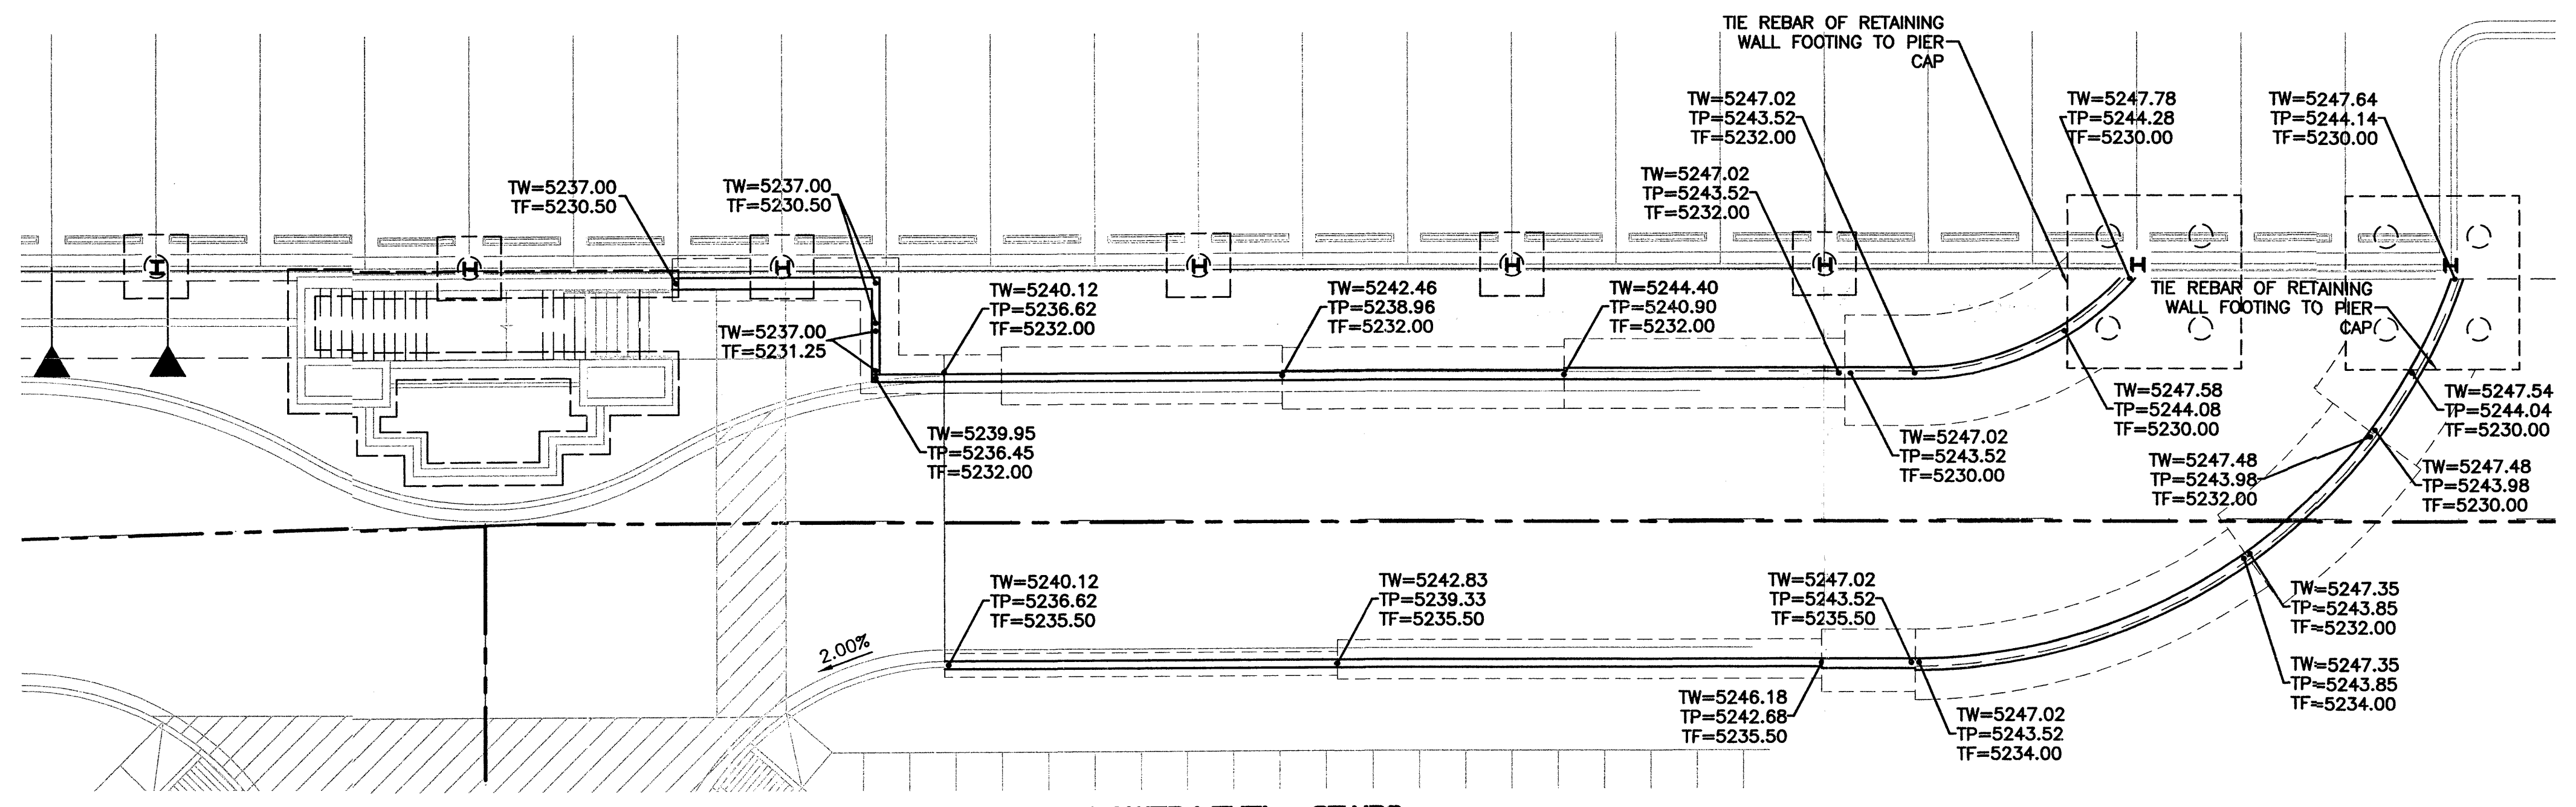 TIE REBAR OF RETAINING
WALL FOOTING TO PIER
CAP
TW=5247.02
TP=5243.52
TF=5232.00
TW=5247.78
TP=5244.28
TF=5230.00
TW=5247.64
TP=5244.14
TF=5230.00
TW=5247.02
TP=5243.52
TF=5232.00
TW=5237.00
TF=5230.50
TW=5237.00
TF=5230.50
I
H
H
H
H
H
H
H
TW=5240.12
TP=5236.62
TF=5232.00
TW=5242.46
TP=5238.96
TF=5232.00
TW=5244.40
TP=5240.90
TF=5232.00
TIE REBAR OF RETAINING
WALL FOOTING TO PIER
CAP
TW=5237.00
TF=5231.25
TW=5247.58
TP=5244.08
TF=5230.00
TW=5247.54
TP=5244.04
TF=5230.00
TW=5239.95
TP=5236.45
TF=5232.00
TW=5247.02
TP=5243.52
TF=5230.00
TW=5247.48
TP=5243.98
TF=5232.00
TW=5247.48
TP=5243.98
TF=5230.00
TW=5240.12
TP=5236.62
TF=5235.50
TW=5242.83
TP=5239.33
TF=5235.50
TW=5247.02
TP=5243.52
TF=5235.50
TW=5247.35
TP=5243.85
TF=5232.00
2.00%
TW=5247.35
TP=5243.85
TF=5234.00
TW=5246.18
TP=5242.68
TF=5235.50
TW=5247.02
TP=5243.52
TF=5234.00